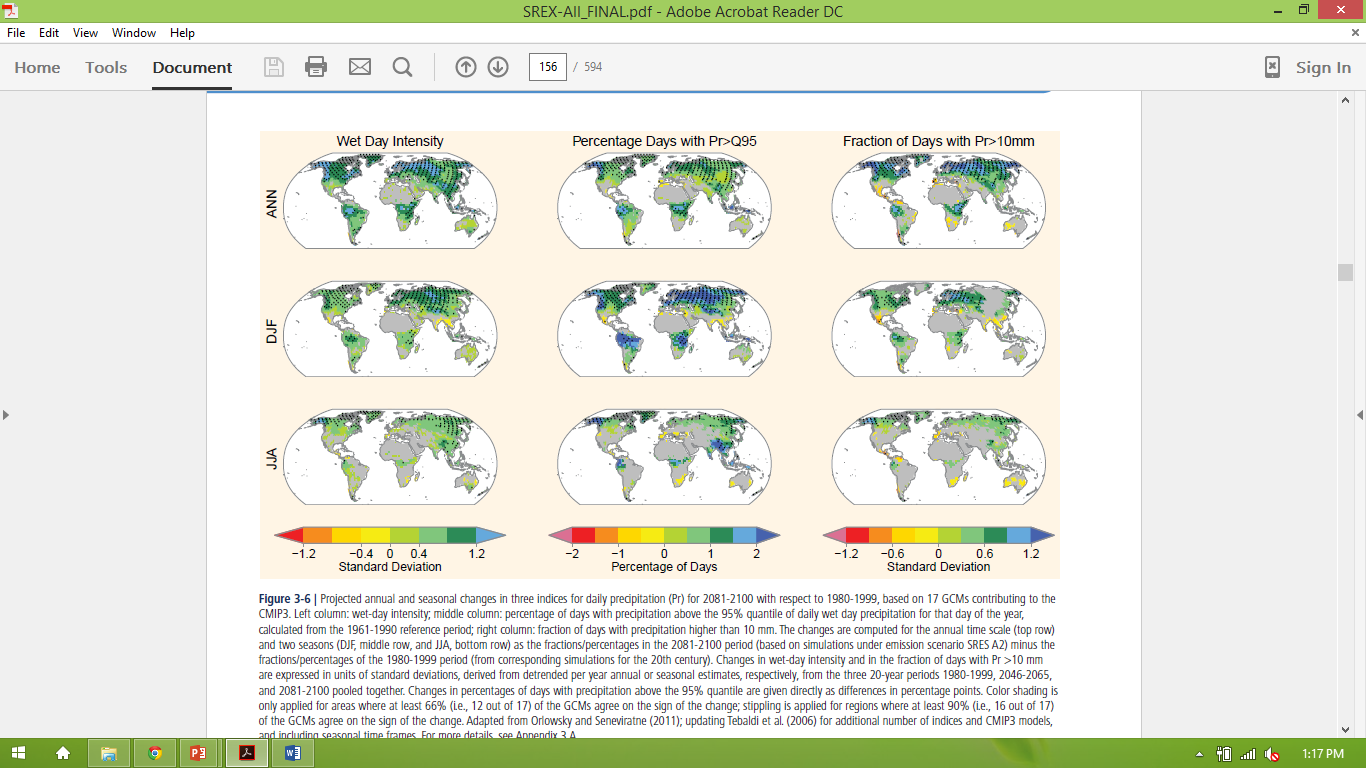 SREX-All_FINAL.pdf - Adobe Acrobat Reader DC
File Edit View Window Help
Home Tools Document 156 / 594 Sign In
Wet Day Intensity Percentage Days with Pr>Q95 Fraction of Days with Pr>10mm
ANN
DJF
JJA
−1.2 −0.4 0 0.4 1.2 −2 −1 0 1 2 −1.2 −0.6 0 0.6 1.2
Standard Deviation Percentage of Days Standard Deviation
Figure 3-6 | Projected annual and seasonal changes in three indices for daily precipitation (Pr) for 2081-2100 with respect to 1980-1999, based on 17 GCMs contributing to the
CMIP3. Left column: wet-day intensity; middle column: percentage of days with precipitation above the 95% quantile of daily wet day precipitation for that day of the year,
calculated from the 1961-1990 reference period; right column: fraction of days with precipitation higher than 10 mm. The changes are computed for the annual time scale (top row)
and two seasons (DJF, middle row, and JJA, bottom row) as the fractions/percentages in the 2081-2100 period (based on simulations under emission scenario SRES A2) minus the
fractions/percentages of the 1980-1999 period (from corresponding simulations for the 20th century). Changes in wet-day intensity and in the fraction of days with Pr >10 mm
are expressed in units of standard deviations, derived from detrended per year annual or seasonal estimates, respectively, from the three 20-year periods 1980-1999, 2046-2065,
and 2081-2100 pooled together. Changes in percentages of days with precipitation above the 95% quantile are given directly as differences in percentage points. Color shading is
only applied for areas where at least 66% (i.e., 12 out of 17) of the GCMs agree on the sign of the change; stippling is applied for regions where at least 90% (i.e., 16 out of 17)
of the GCMs agree on the sign of the change. Adapted from Orlowsky and Seneviratne (2011); updating Tebaldi et al. (2006) for additional number of indices and CMIP3 models,
and including seasonal time frames. For more details, see Appendix 3.A.
1:17 PM